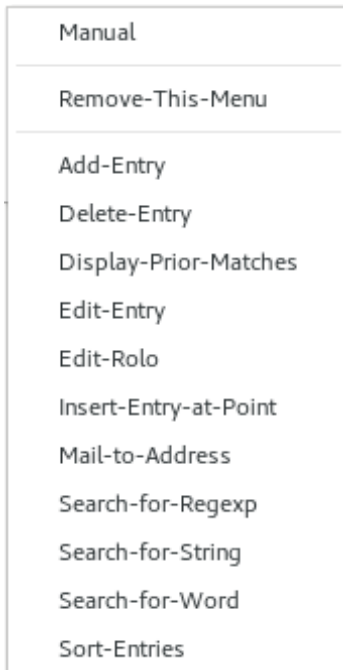 Manual
Remove-This-Menu
Add-Entry
Delete-Entry
Display-Prior-Matches
Edit-Entry
Edit-Rolo
Insert-Entry-at-Point
Mail-to-Address
Search-for-Regexp
Search-for-String
Search-for-Word
Sort-Entries